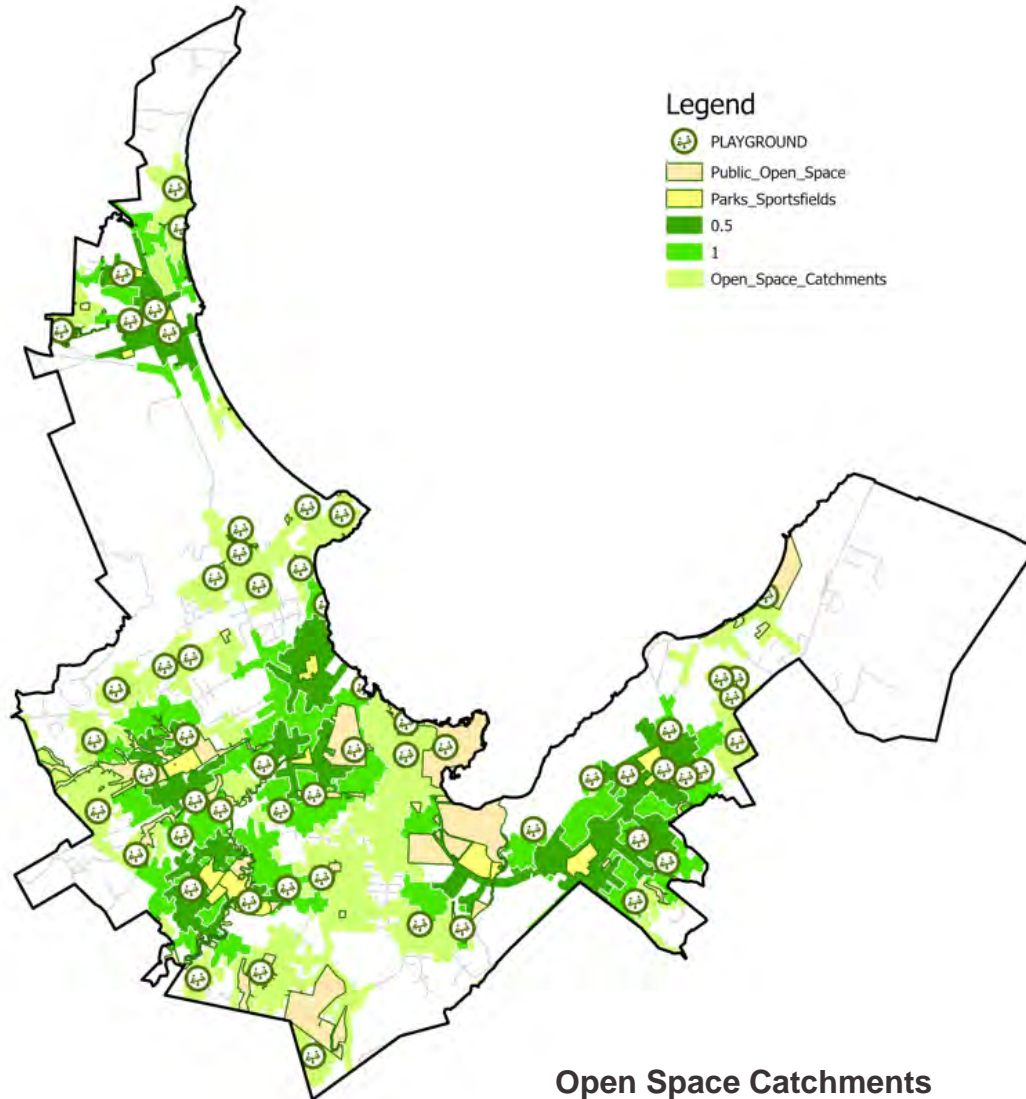 Legend
PLAYGROUND
Public_Open_Space
Parks_Sportsfields
0.5
1
Open_Space_Catchments
Open Space Catchments